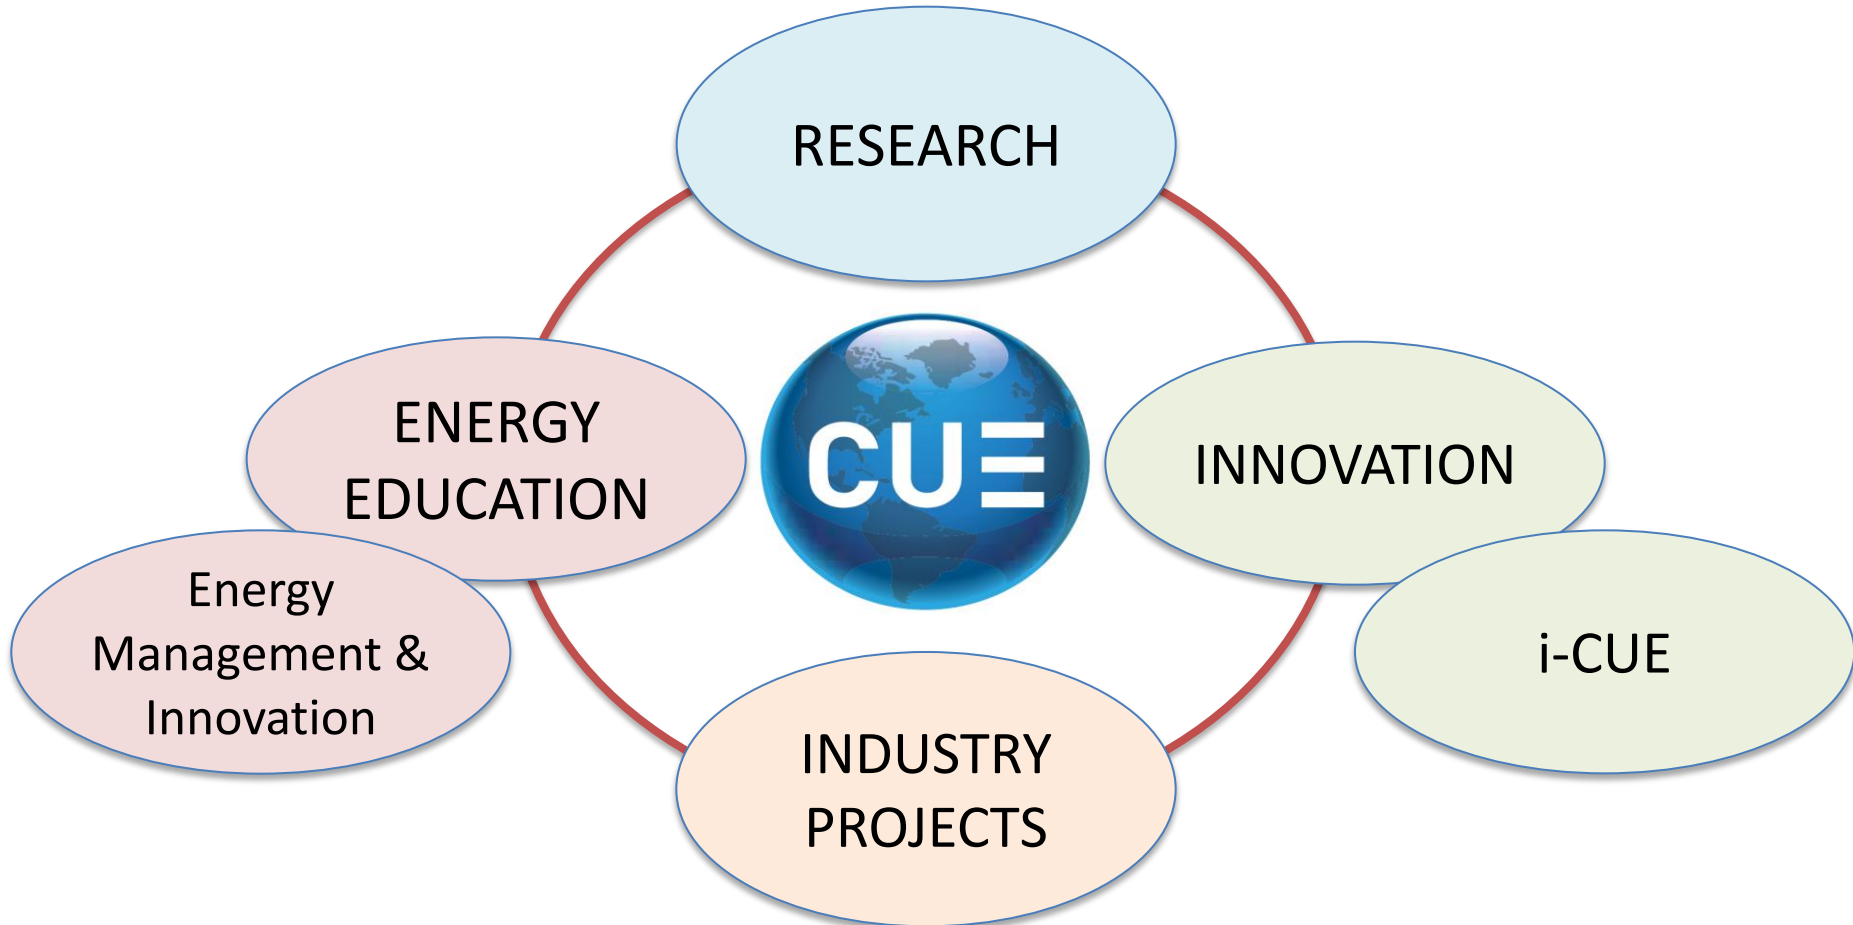 RESEARCH
ENERGY
EDUCATION
CUE
INNOVATION
Energy
Management &
Innovation
i-CUE
INDUSTRY
PROJECTS